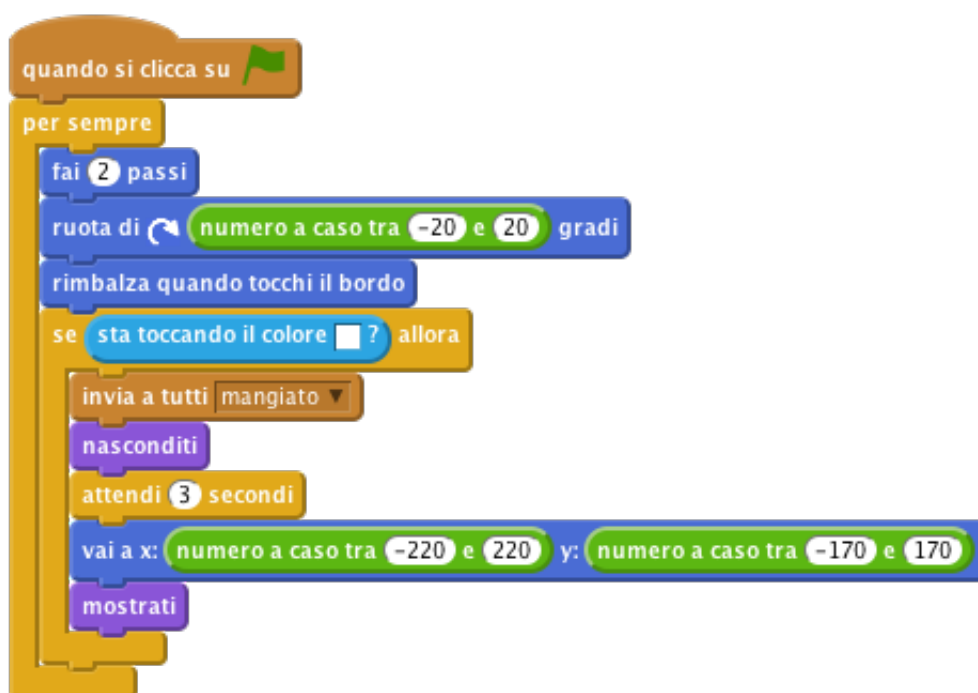 quando si clicca su
per sempre
fai 2 passi
ruota di numero a caso tra -20 e 20 gradi
rimbalza quando tocchi il bordo
se sta toccando il colore ? allora
invia a tutti mangiato
nasconditi
attendi 3 secondi
vai a x: numero a caso tra -220 e 220 y: numero a caso tra -170 e 170
mostrati